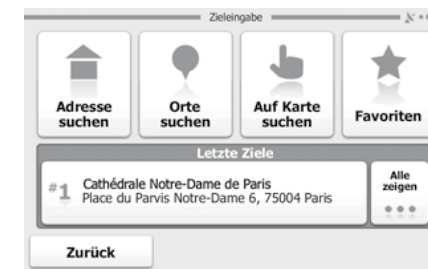 Zieleingabe
Adresse
suchen
Orte
suchen
Auf Karte
suchen
Favoriten
Letzte Ziele
#1 Cathédrale Notre-Dame de Paris
Place du Parvis Notre-Dame 6, 75004 Paris
Alle
zeigen
Zurück